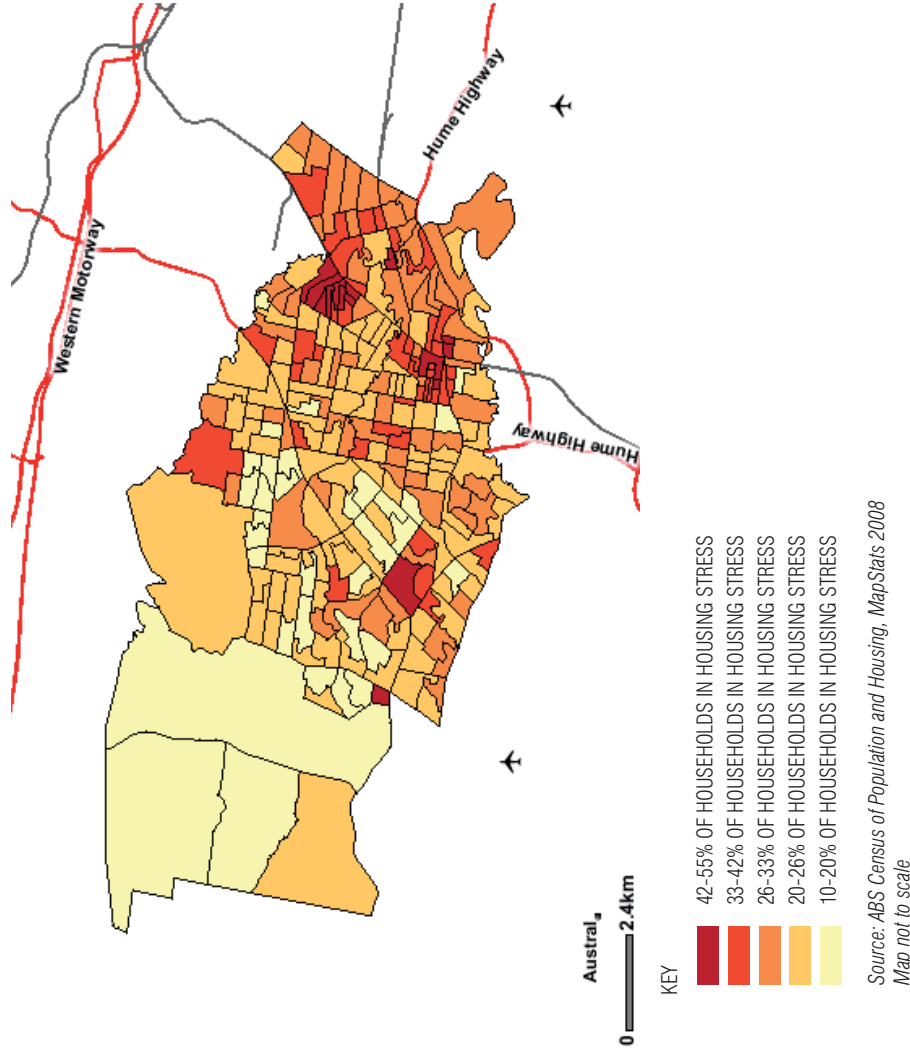 Western Motorway
Hume Highway
Hume Highway
Austral
0 2.4km
KEY
42-55% OF HOUSEHOLDS IN HOUSING STRESS
33-42% OF HOUSEHOLDS IN HOUSING STRESS
26-33% OF HOUSEHOLDS IN HOUSING STRESS
20-26% OF HOUSEHOLDS IN HOUSING STRESS
10-20% OF HOUSEHOLDS IN HOUSING STRESS
Source: ABS Census of Population and Housing, MapStats 2008
Map not to scale